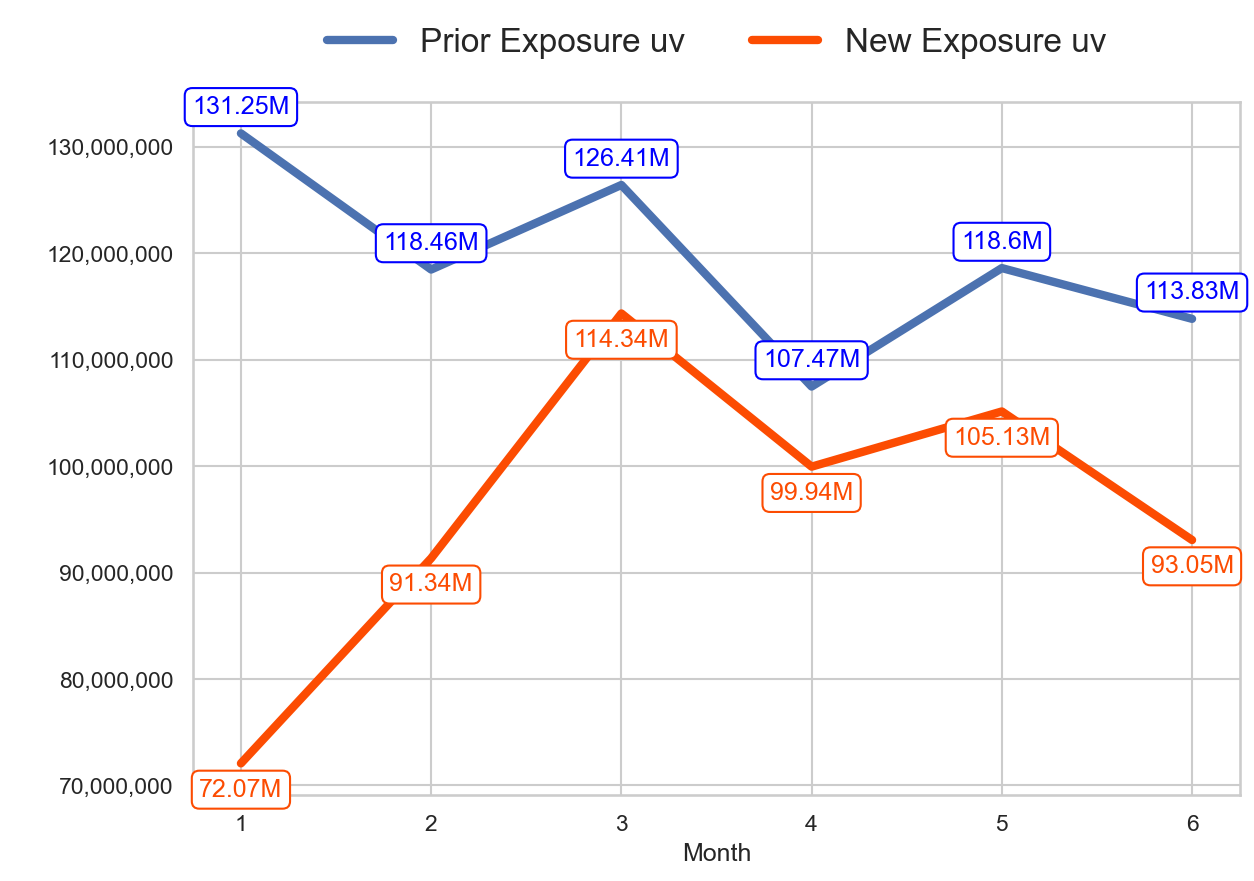 Prior Exposure uv New Exposure uv
131.25M
130,000,000
126.41M
118.46M
118.6M
120,000,000
113.83M
114.34M
107.47M
110,000,000
105.13M
100,000,000
99.94M
91.34M
93.05M
90,000,000
80,000,000
70,000,000
72.07M
1 2 3 4 5 6
Month